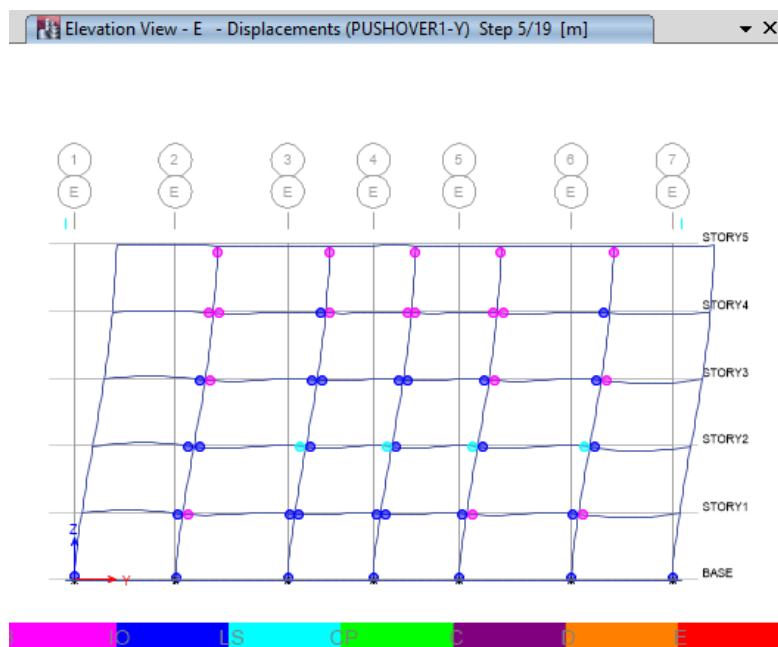 Elevation View - E - Displacements (PUSHOVER1-Y) Step 5/19 [m]
1 2 3 4 5 6 7
E E E E E E E
STORY5
STORY4
STORY3
STORY2
STORY1
Z
BASE
Y
IO LS CP C D E